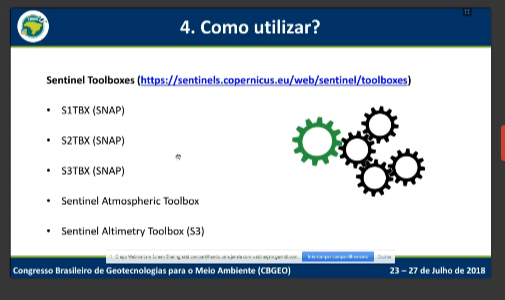 4. Como utilizar?
Sentinel Toolboxes (https://sentinels.copernicus.eu/web/sentinel/toolboxes)
• S1TBX (SNAP)
• S2TBX (SNAP)
• S3TBX (SNAP)
• Sentinel Atmospheric Toolbox
• Sentinel Altimetry Toolbox (S3)
Congresso Brasileiro de Geotecnologias para o Meio Ambiente (CBGEO) 23 – 27 de Julho de 2018